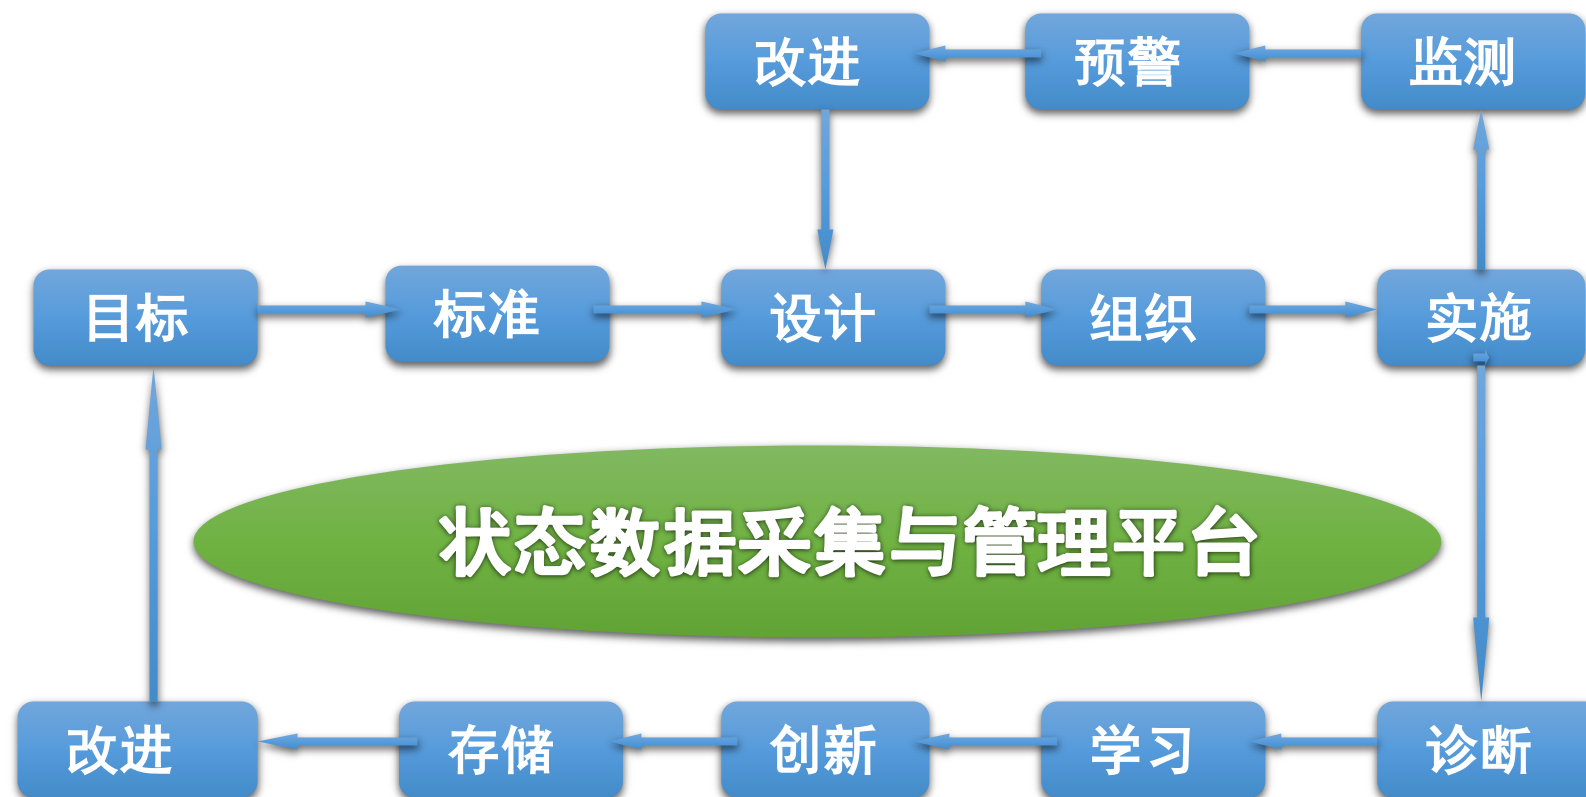 改进 预警 监测
目标 标准 设计 组织 实施
状态数据采集与管理平台
改进 存储 创新 学习 诊断